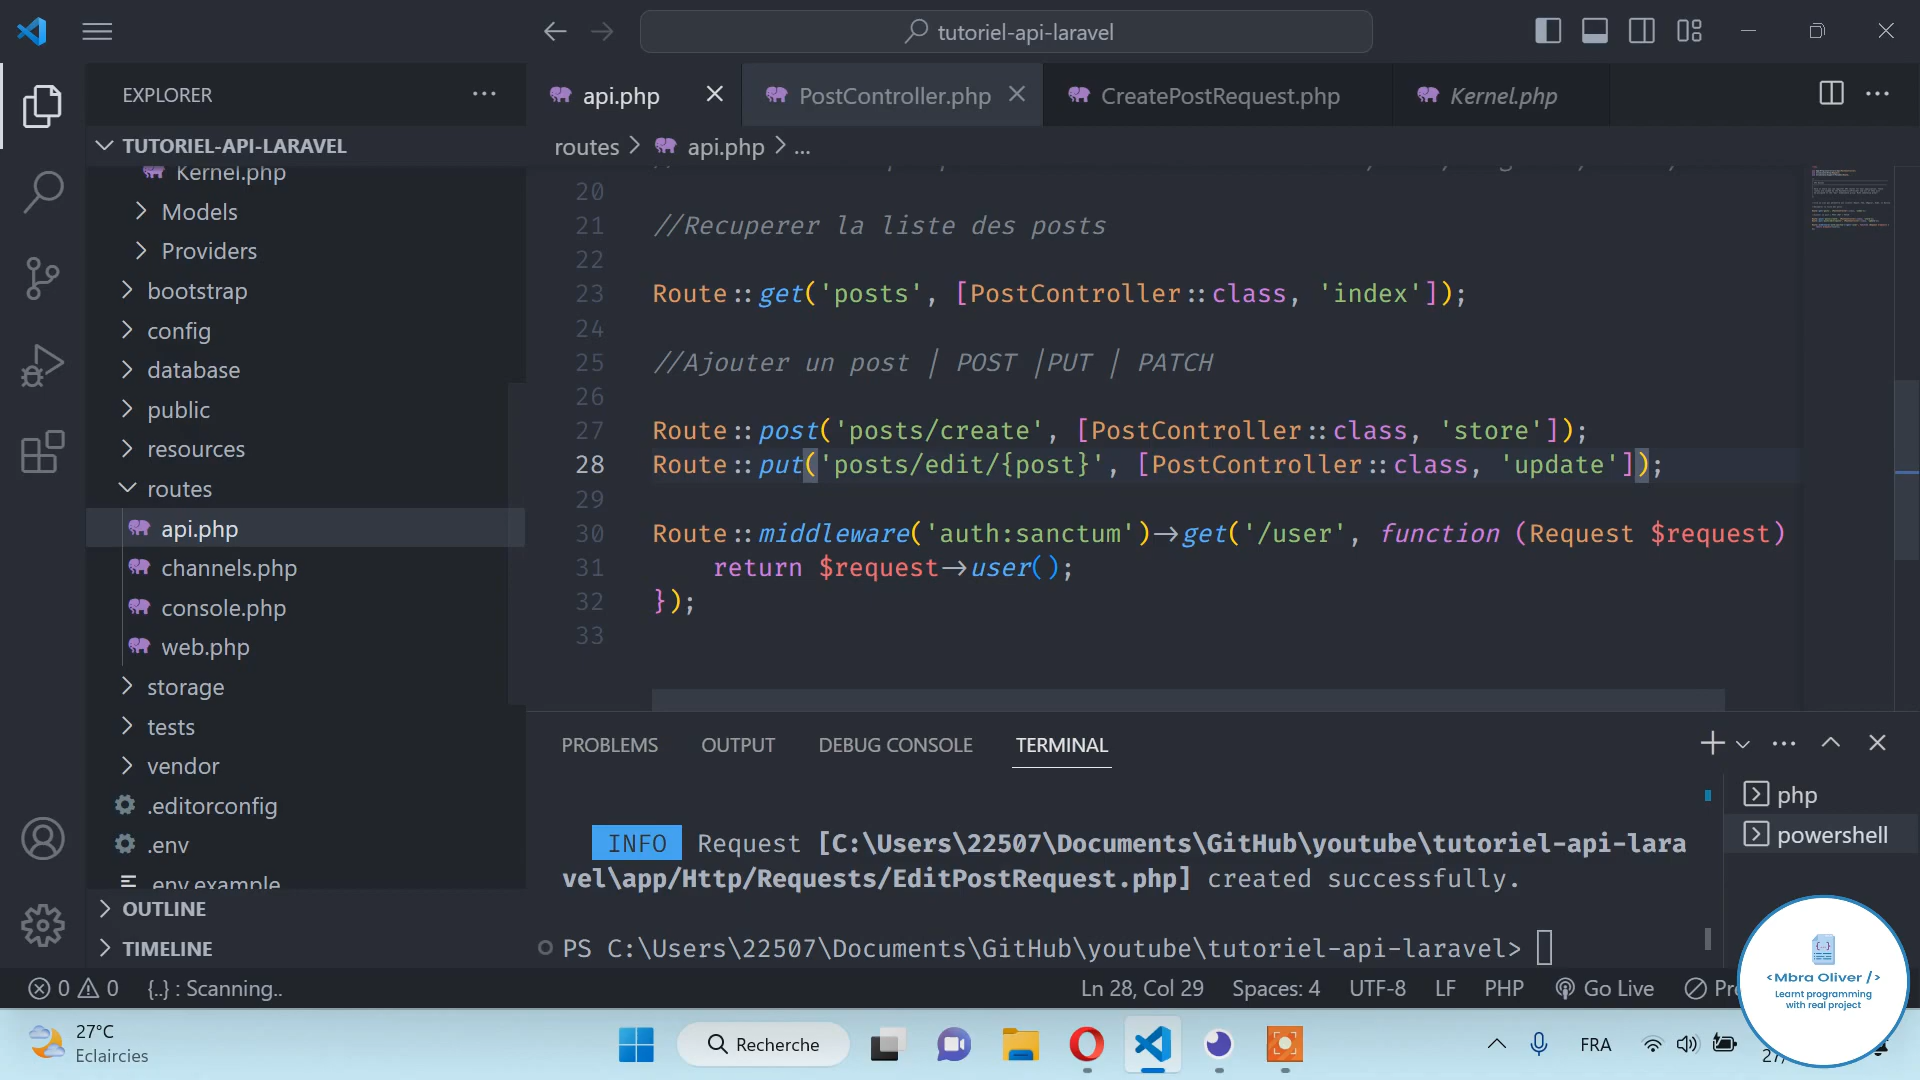 tutoriel-api-laravel
EXPLORER
TUTORIEL-API-LARAVEL
Kernel.php
Models
Providers
bootstrap
config
database
public
resources
routes
api.php
channels.php
console.php
web.php
storage
tests
vendor
.editorconfig
.env
.env.example
OUTLINE
TIMELINE
api.php
PostController.php
CreatePostRequest.php
Kernel.php
routes > api.php > ...
20
21 //Recuperer la liste des posts
22
23 Route::get('posts', [PostController::class, 'index']);
24
25 //Ajouter un post | POST |PUT | PATCH
26
27 Route::post('posts/create', [PostController::class, 'store']);
28 Route::put('posts/edit/{post}', [PostController::class, 'update']);
29
30 Route::middleware('auth:sanctum')->get('/user', function (Request $request)
31 return $request->user();
32 });
33
PROBLEMS OUTPUT DEBUG CONSOLE TERMINAL
INFO Request [C:\Users\22507\Documents\GitHub\youtube\tutoriel-api-lara
vel\app/Http/Requests/EditPostRequest.php] created successfully.
PS C:\Users\22507\Documents\GitHub\youtube\tutoriel-api-laravel>
php
powershell
<Mbra Oliver />
Learnt programming
with real project
0 0 {..} : Scanning.. Ln 28, Col 29 Spaces: 4 UTF-8 LF PHP Go Live
27°C
Eclaircies
Recherche
FRA